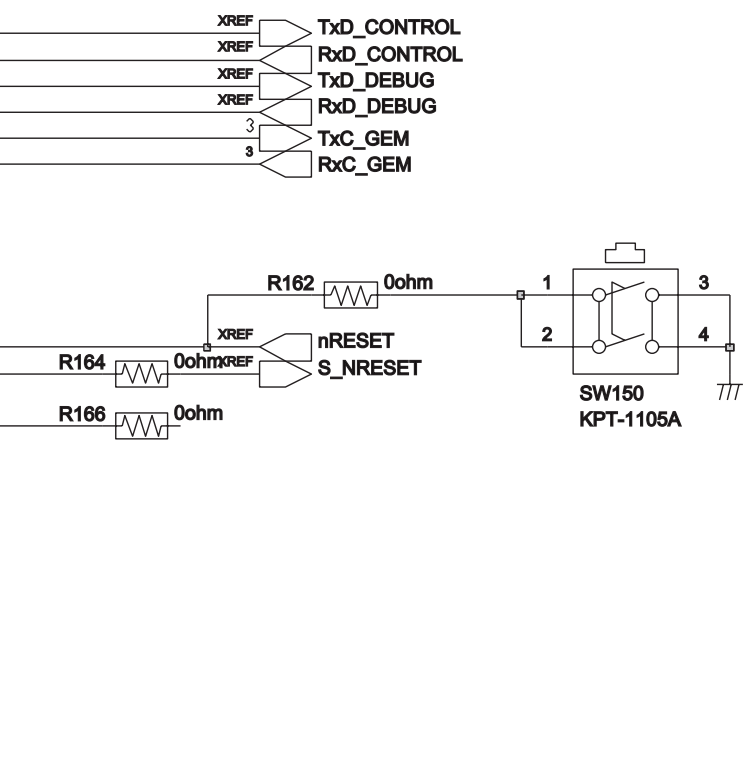 XREF TxD_CONTROL
XREF RxD_CONTROL
XREF TxD_DEBUG
XREF RxD_DEBUG
3 TxC_GEM
3 RxC_GEM
R162 0ohm 1 3
XREF nRESET 2 4
R164 0ohm XREF S_NRESET
SW150
R166 0ohm KPT-1105A